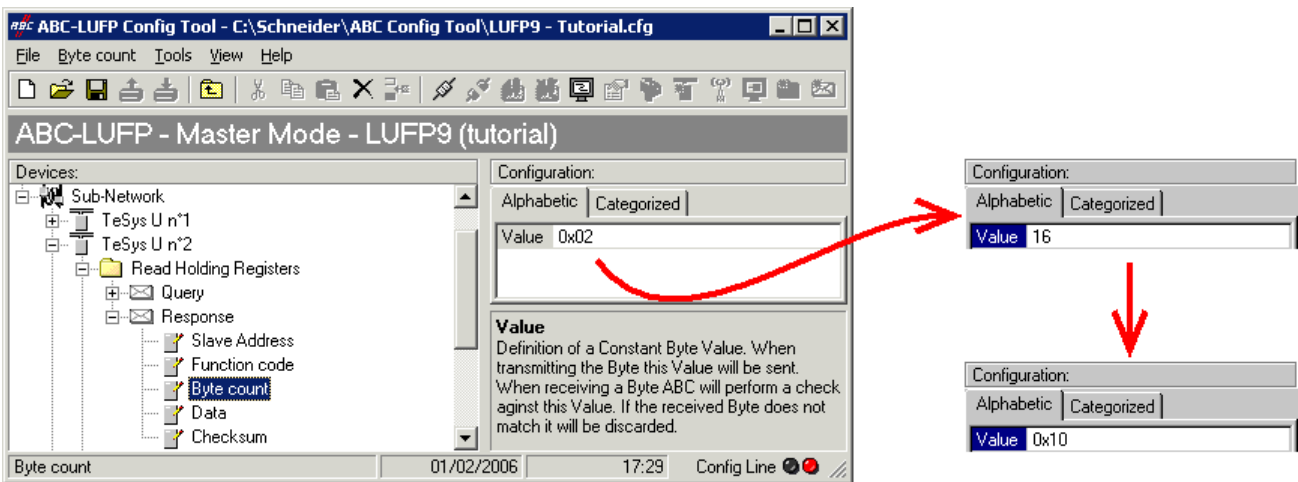 ABC-LUFP Config Tool - C:\Schneider\ABC Config Tool\LUFP9 - Tutorial.cfg
File Byte count Tools View Help
ABC-LUFP - Master Mode - LUFP9 (tutorial)
Devices:
Sub-Network
TeSys U n°1
TeSys U n°2
Read Holding Registers
Query
Response
Slave Address
Function code
Byte count
Data
Checksum
Configuration:
Alphabetic Categorized
Value 0x02
Value
Definition of a Constant Byte Value. When
transmitting the Byte this Value will be sent.
When receiving a Byte ABC will perform a check
aginst this Value. If the received Byte does not
match it will be discarded.
Byte count 01/02/2006 17:29 Config Line
Configuration:
Alphabetic Categorized
Value 16
Configuration:
Alphabetic Categorized
Value 0x10